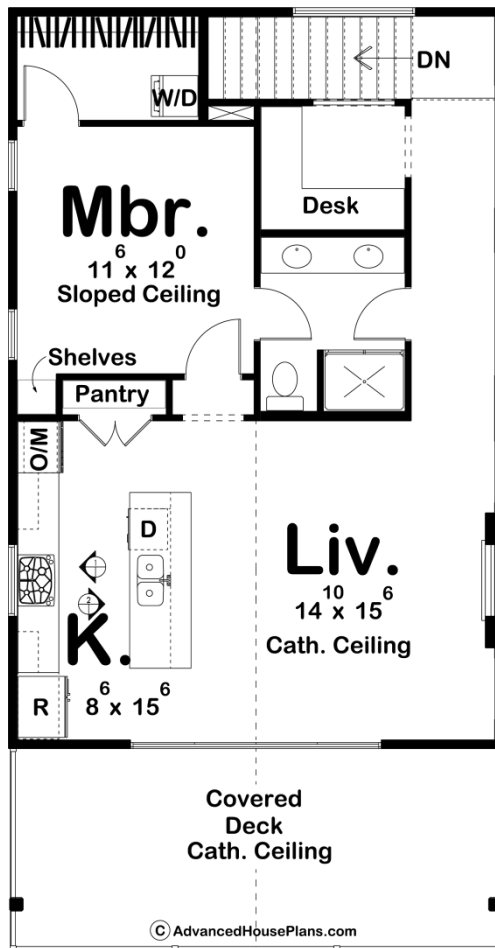 DN
W/D
Desk
Mbr.
11⁶ x 12⁰
Sloped Ceiling
Shelves
Pantry
O/M
D
Liv.
14¹⁰ x 15⁶
Cath. Ceiling
2
K.
R
8⁶ x 15⁶
Covered
Deck
Cath. Ceiling
© AdvancedHousePlans.com